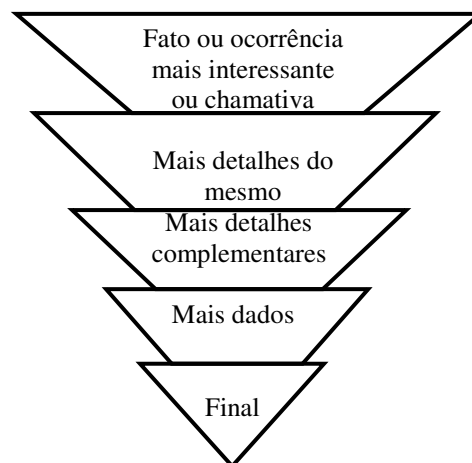 Fato ou ocorrência
mais interessante
ou chamativa
Mais detalhes do
mesmo
Mais detalhes
complementares
Mais dados
Final